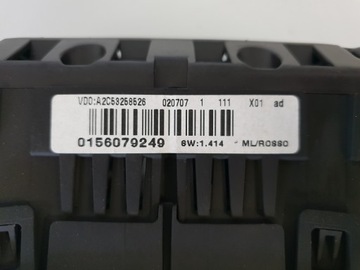 VDO:A2C53258526 020707 1 111 X01 ad
0156079249 SW:1.414 ML/ROSSO